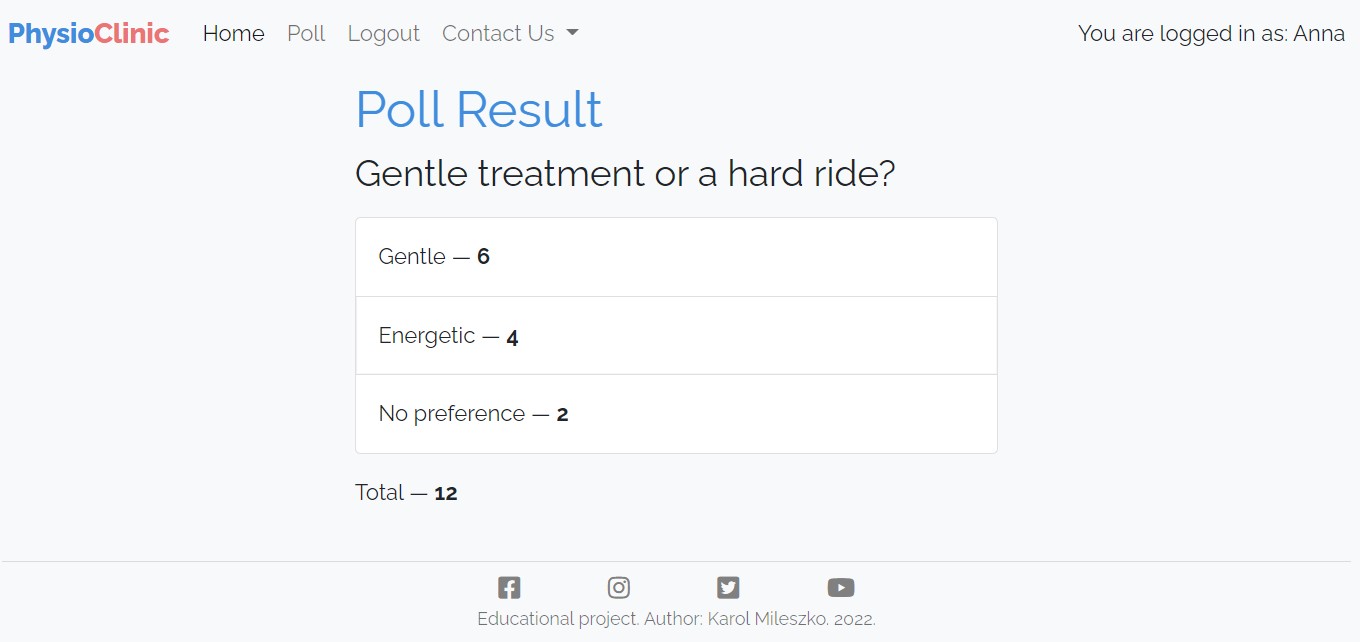 PhysioClinic Home Poll Logout Contact Us You are logged in as: Anna
Poll Result
Gentle treatment or a hard ride?
Gentle — 6
Energetic — 4
No preference — 2
Total — 12
Educational project. Author: Karol Mileszko. 2022.